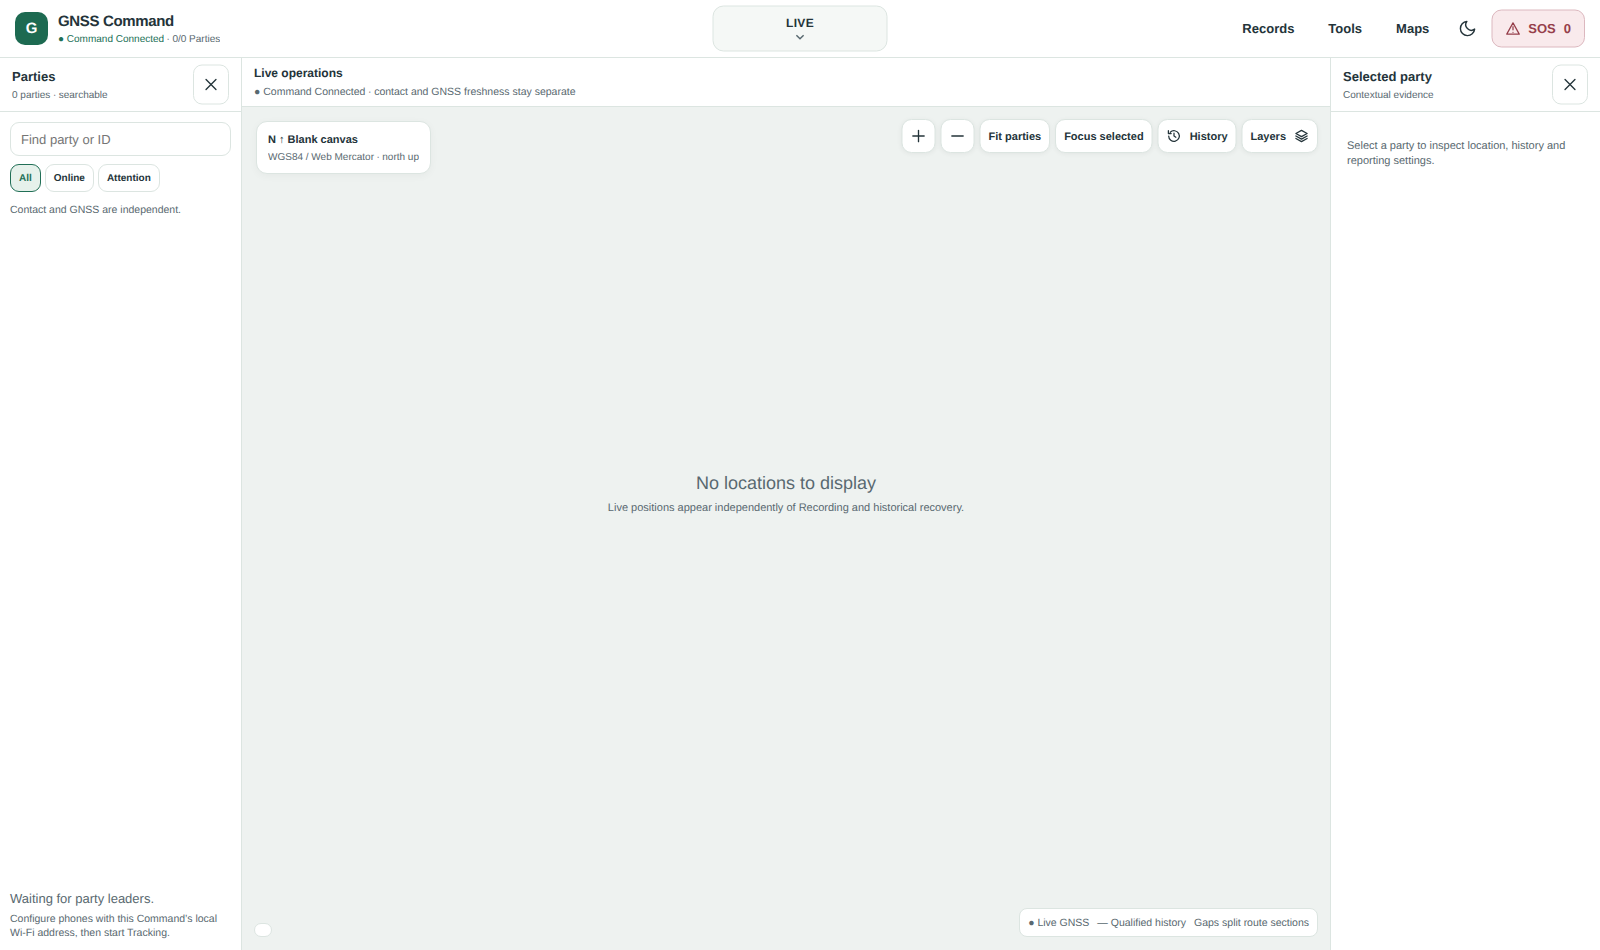 G
GNSS Command
● Command Connected · 0/0 Parties
LIVE
Records
Tools
Maps
SOS 0
Parties
0 parties · searchable
Find party or ID
All
Online
Attention
Contact and GNSS are independent.
Waiting for party leaders.
Configure phones with this Command's local
Wi-Fi address, then start Tracking.
Live operations
● Command Connected · contact and GNSS freshness stay separate
N ↑ Blank canvas
WGS84 / Web Mercator · north up
Fit parties
Focus selected
History
Layers
No locations to display
Live positions appear independently of Recording and historical recovery.
● Live GNSS — Qualified history Gaps split route sections
Selected party
Contextual evidence
Select a party to inspect location, history and
reporting settings.